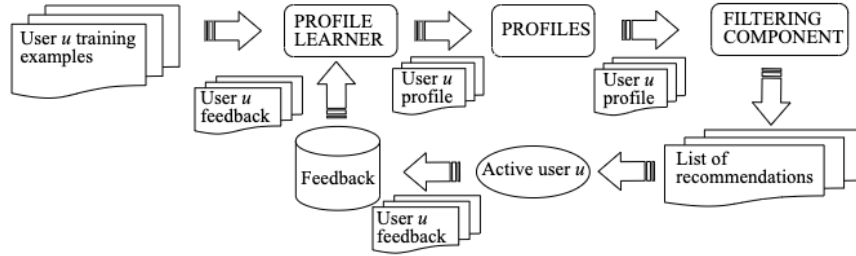 User u training
examples
PROFILE
LEARNER
PROFILES
FILTERING
COMPONENT
User u
feedback
User u
profile
User u
profile
List of
recommendations
Active user u
Feedback
User u
feedback